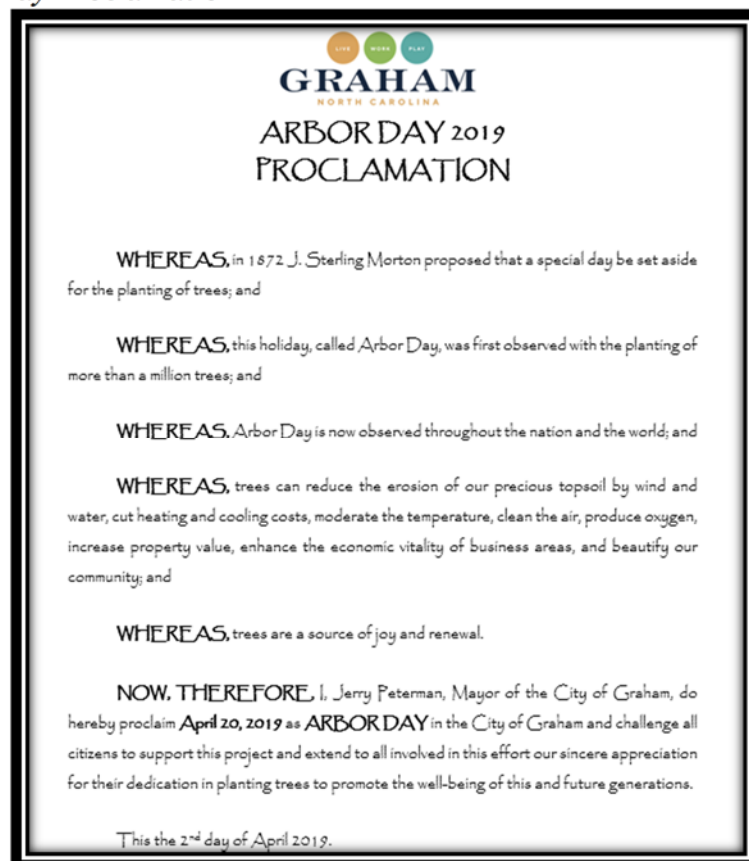 LIVE WORK PLAY
GRAHAM
NORTH CAROLINA
ARBOR DAY 2019
PROCLAMATION
WHEREAS, in 1872 J. Sterling Morton proposed that a special day be set aside
for the planting of trees; and
WHEREAS, this holiday, called Arbor Day, was first observed with the planting of
more than a million trees; and
WHEREAS. Arbor Day is now observed throughout the nation and the world; and
WHEREAS, trees can reduce the erosion of our precious topsoil by wind and
water, cut heating and cooling costs, moderate the temperature, clean the air, produce oxygen,
increase property value, enhance the economic vitality of business areas, and beautify our
community; and
WHEREAS, trees are a source of joy and renewal.
NOW, THEREFORE, I, Jerry Peterman, Mayor of the City of Graham, do
hereby proclaim April 20, 2019 as ARBOR DAY in the City of Graham and challenge all
citizens to support this project and extend to all involved in this effort our sincere appreciation
for their dedication in planting trees to promote the well-being of this and future generations.
This the 2nd day of April 2019.